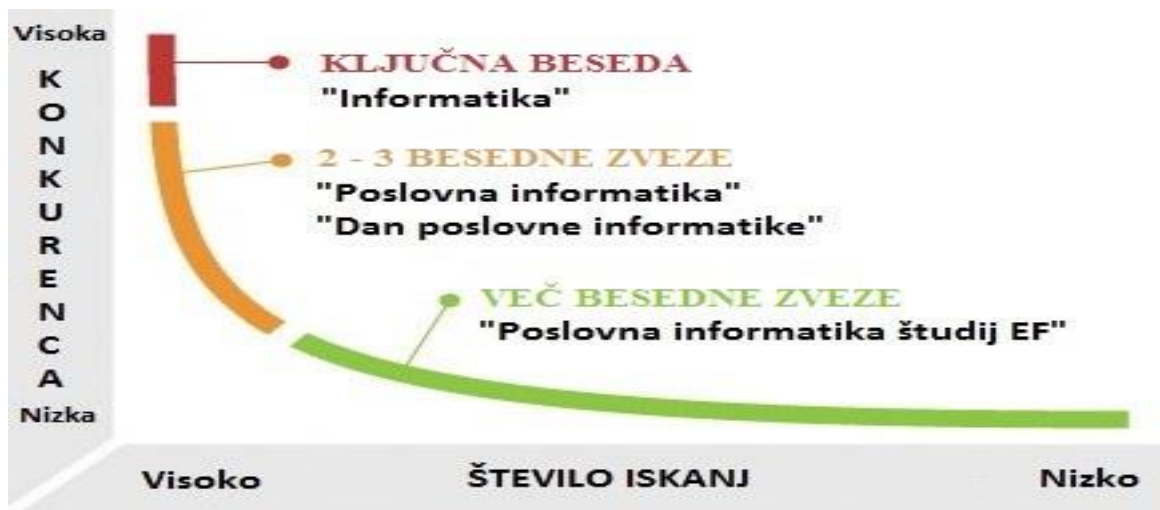 Visoka
KONKURENCA
Nizka
KLJUČNA BESEDA
"Informatika"
2 - 3 BESEDNE ZVEZE
"Poslovna informatika"
"Dan poslovne informatike"
VEČ BESEDNE ZVEZE
"Poslovna informatika študij EF"
Visoko
ŠTEVILO ISKANJ
Nizko